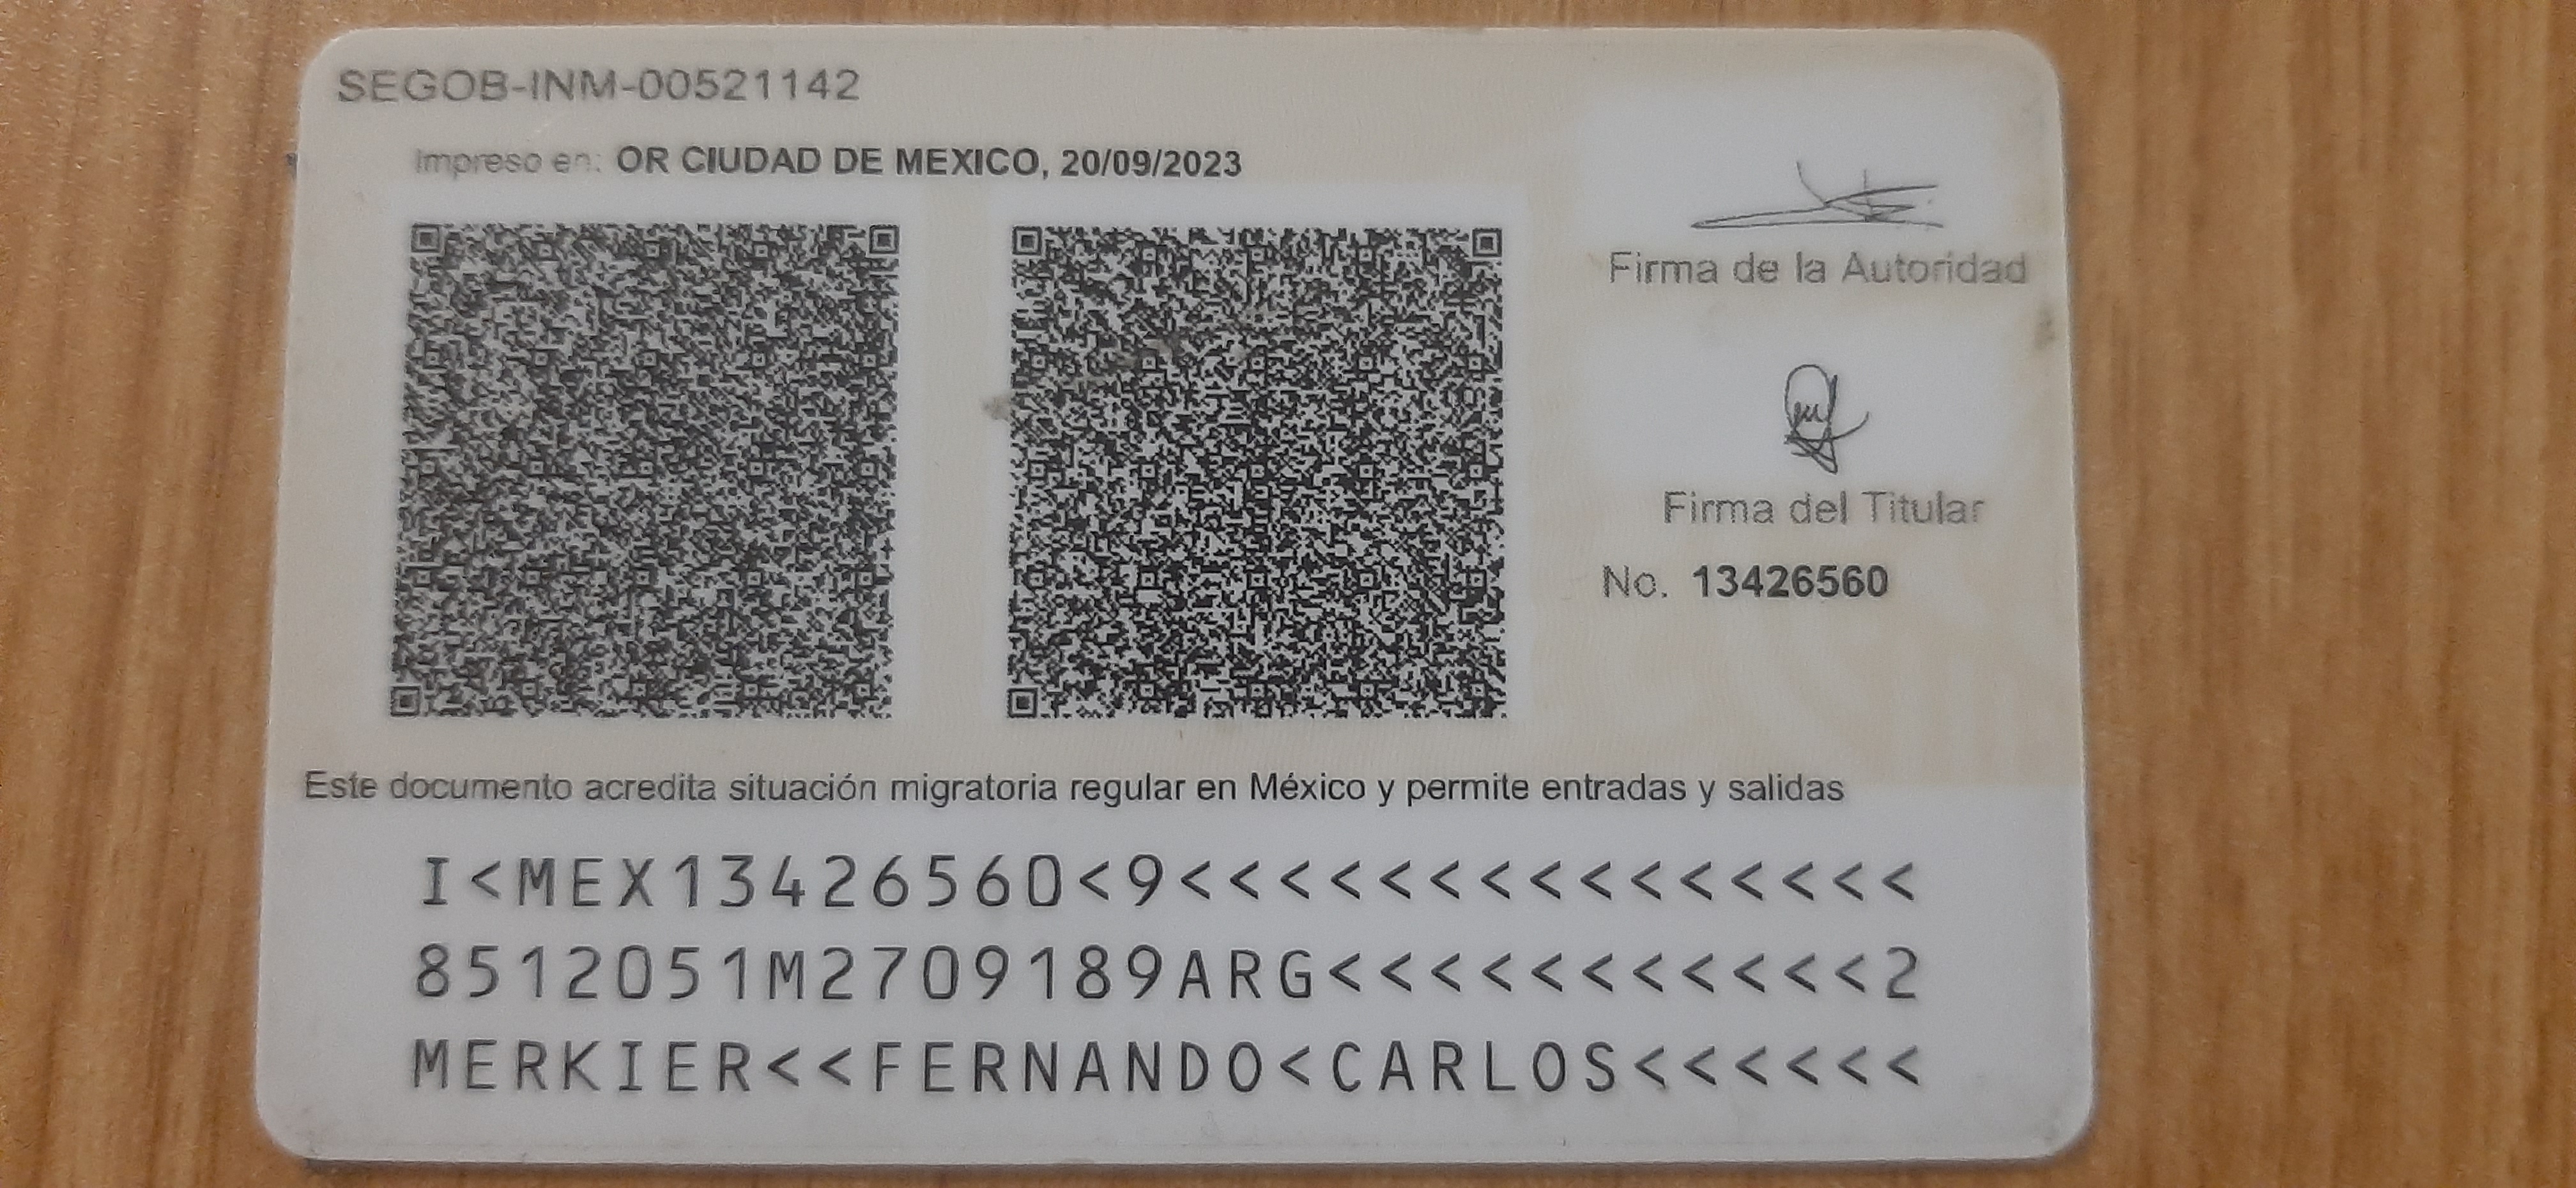 SEGOB-INM-00521142
Impreso en: OR CIUDAD DE MEXICO, 20/09/2023
Firma de la Autoridad
Firma del Titular
No. 13426560
Este documento acredita situación migratoria regular en México y permite entradas y salidas
I<MEX13426560<9<<<<<<<<<<<<<<<
8512051M2709189ARG<<<<<<<<<<<2
MERKIER<<FERNANDO<CARLOS<<<<<<